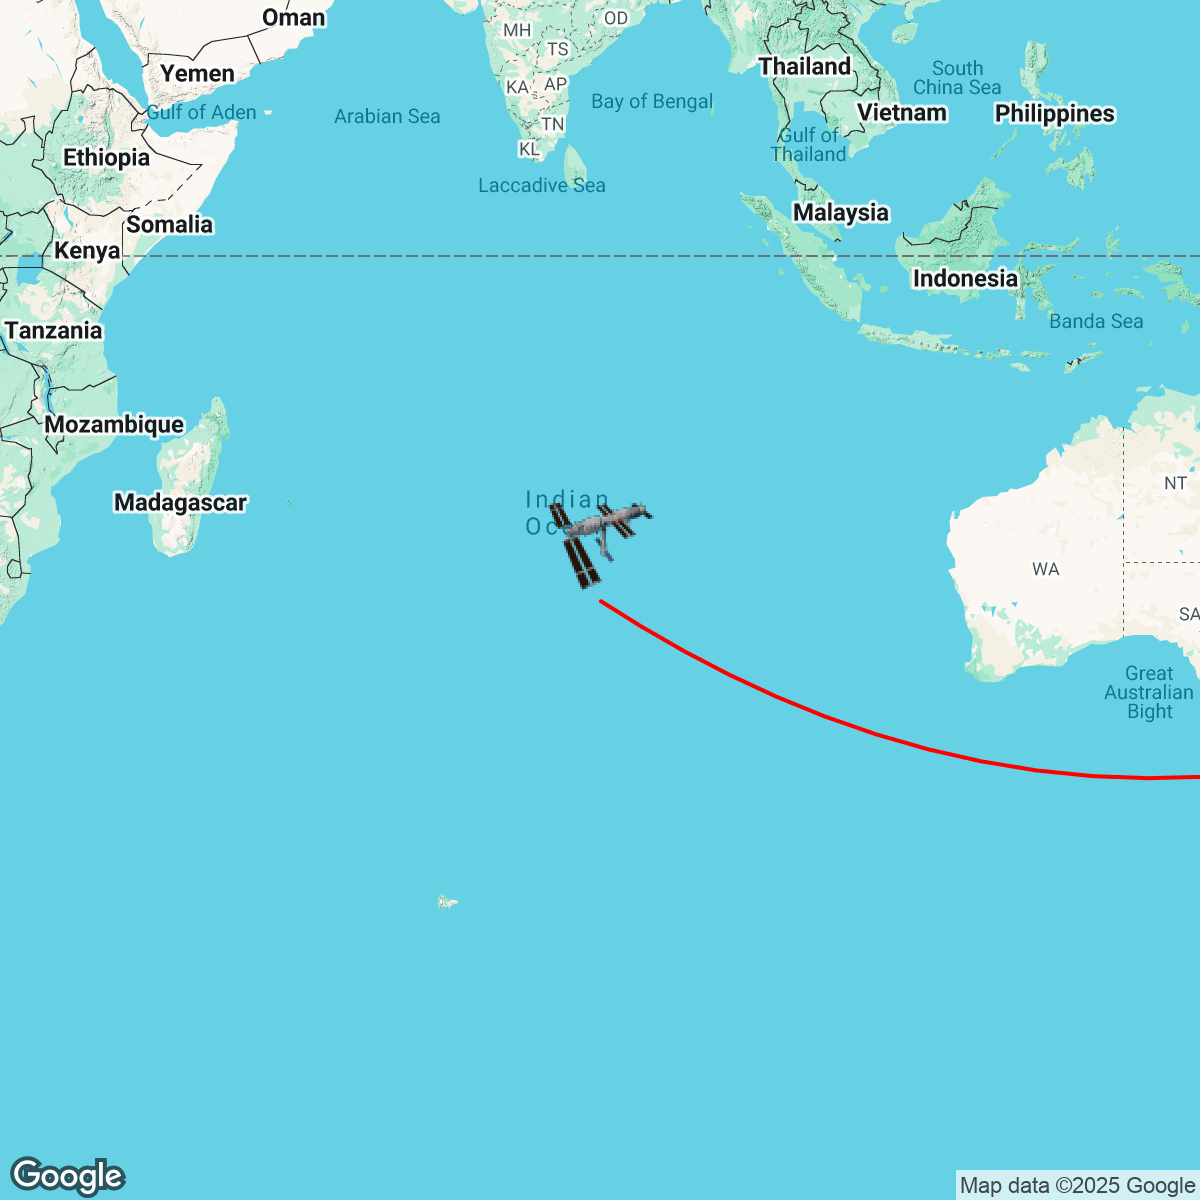 Oman
MH
OD
TS
Yemen
Thailand
South
China Sea
KA
AP
Gulf of Aden
Arabian Sea
Bay of Bengal
Vietnam
Philippines
TN
Gulf of
Thailand
KL
Ethiopia
Laccadive Sea
Malaysia
Somalia
Kenya
Indonesia
Tanzania
Banda Sea
Mozambique
Madagascar
Indian
NT
WA
SA
Great
Australian
Bight
Google
Map data ©2025 Google